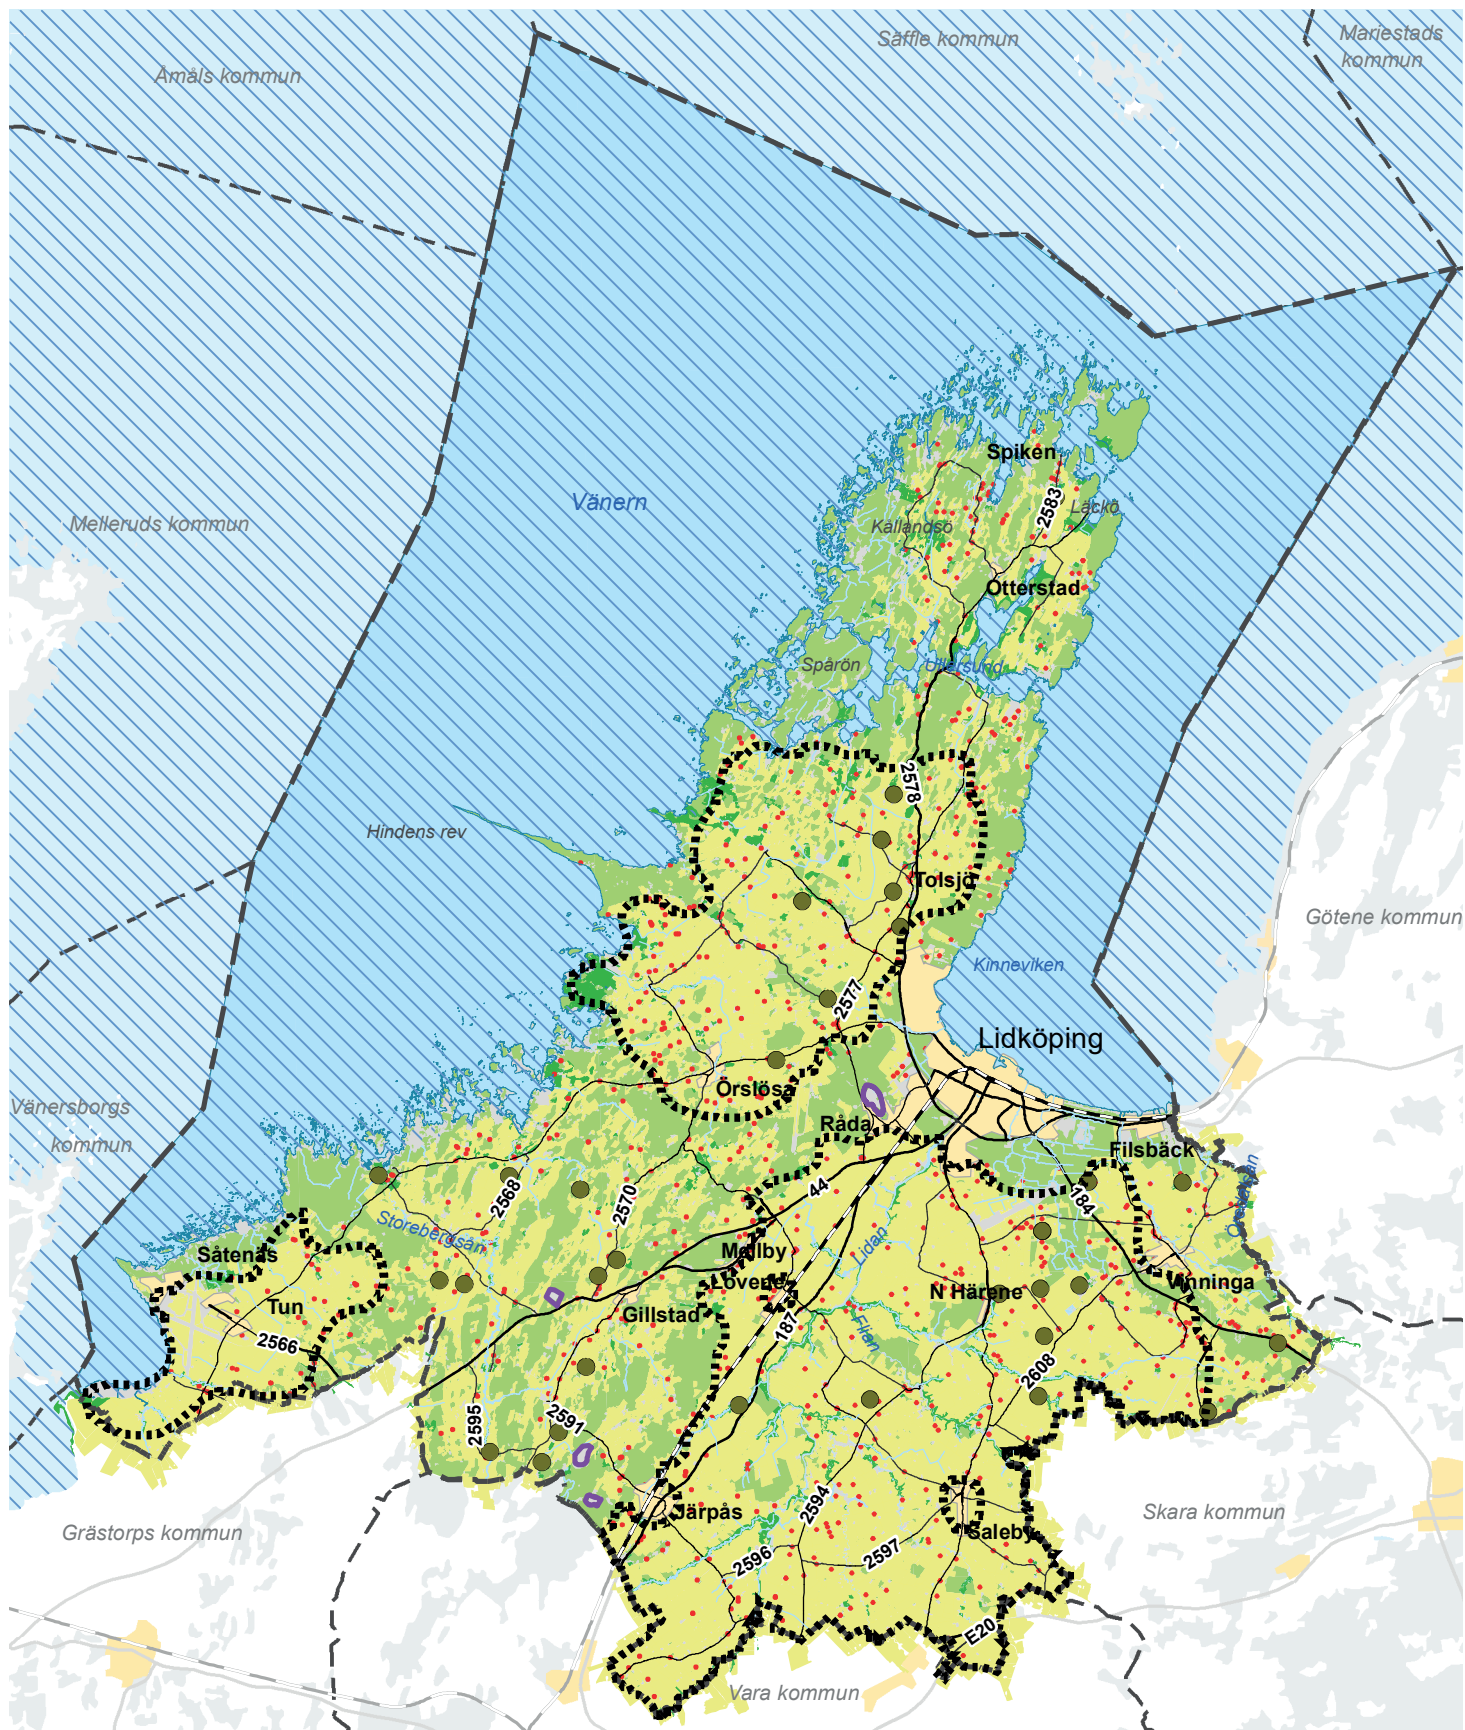 Säffle kommun
Mariestads
kommun
Åmåls kommun
Spiken
Vänern
2583
Läckö
Melleruds kommun
Kållandsö
Otterstad
Spårön
Ullersund
2578
Hindens rev
Tolsjö
Götene kommun
Kinneviken
2577
Lidköping
Örslösa
Vänersborgs
kommun
Råda
Filsbäck
44
184
2568
2570
Storebergsån
Lidan
Såtenäs
Mellby
Lovene
Vinninga
N Härene
Tun
Gillstad
187
Flian
2566
2608
2595
2591
Järpås
2594
Skara kommun
Grästorps kommun
Saleby
2596
2597
E20
Vara kommun